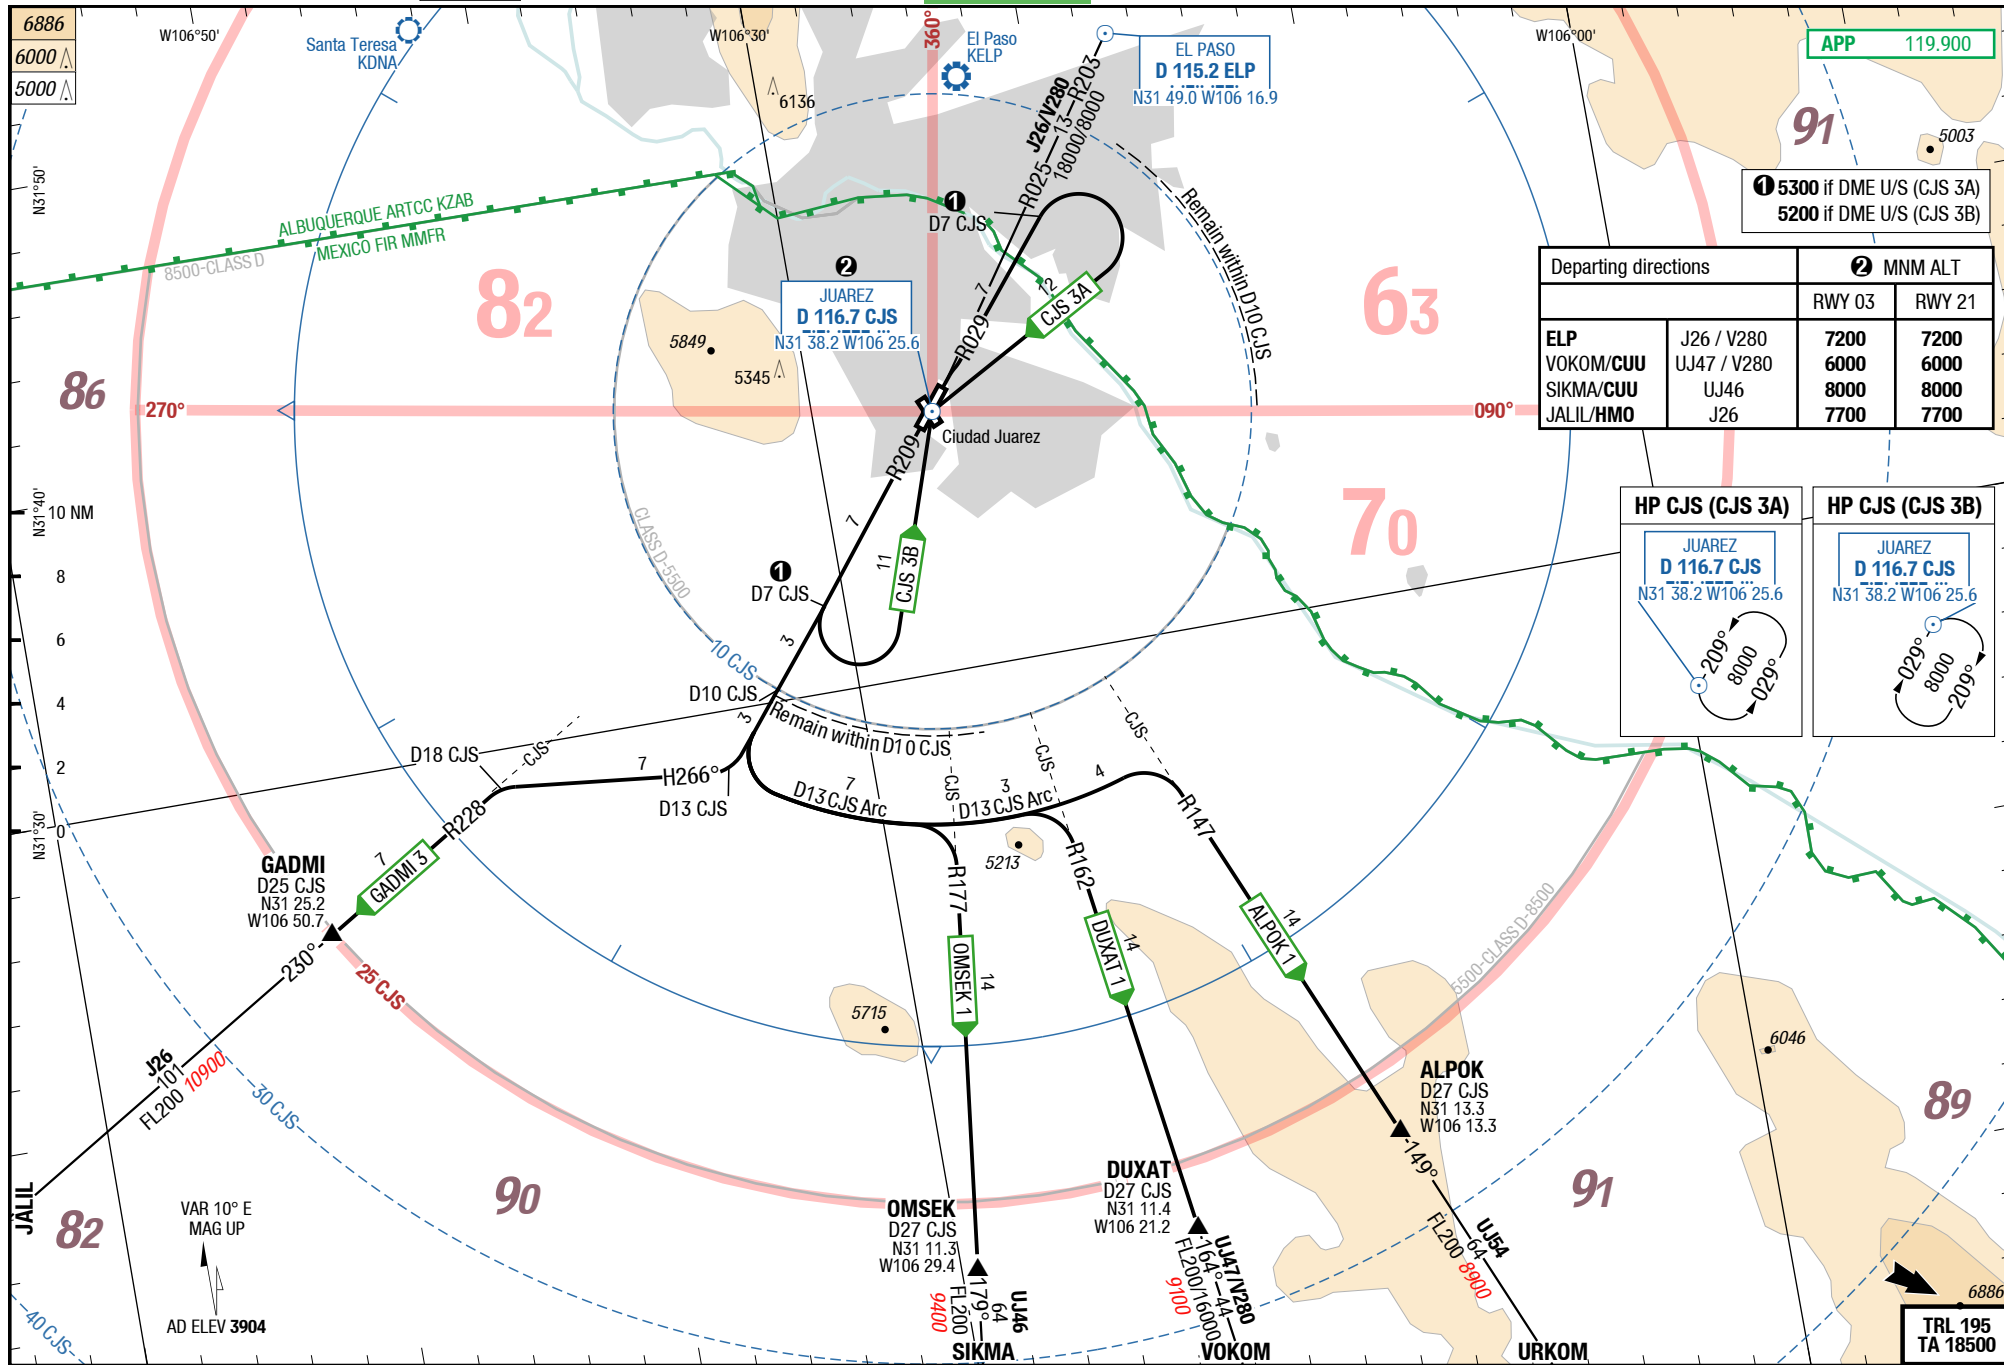 6886
6000
5000
W106°50'
Santa Teresa
KDNA
W106°30'
360°
El Paso
KELP
6136
EL PASO
D 115.2 ELP
N31 49.0 W106 16.9
W106°00'
APP 119.900
91
5003
❶ 5300 if DME U/S (CJS 3A)
5200 if DME U/S (CJS 3B)
J26/V280
R025—13—R203
18000/8000
N31°50'
ALBUQUERQUE ARTCC KZAB
MEXICO FIR MMFR
8500-CLASS D
❶
D7 CJS
Remain within D10 CJS
82
❷
JUAREZ
D 116.7 CJS
N31 38.2 W106 25.6
7
R029
12
CJS 3A
63
Departing directions ❷ MNM ALT
RWY 03 RWY 21
ELP J26 / V280 7200 7200
VOKOM/CUU UJ47 / V280 6000 6000
SIKMA/CUU UJ46 8000 8000
JALIL/HMO J26 7700 7700
5849
5345
86
270°
090°
Ciudad Juarez
R209
N31°40'
10 NM
8
6
4
2
0
N31°30'
CLASS D-5500
7
11
CJS 3B
70
HP CJS (CJS 3A)
JUAREZ
D 116.7 CJS
N31 38.2 W106 25.6
209°
8000
029°
HP CJS (CJS 3B)
JUAREZ
D 116.7 CJS
N31 38.2 W106 25.6
029°
8000
209°
❶
D7 CJS
3
10 CJS
D10 CJS
3
Remain within D10 CJS
CJS
CJS
CJS
CJS
D18 CJS
7
H266°
D13 CJS
7
D13 CJS Arc
3
D13 CJS Arc
4
R228
7
GADMI 3
GADMI
D25 CJS
N31 25.2
W106 50.7
230°
25 CJS
5213
R177
R162
R147
OMSEK 1
14
DUXAT 1
14
ALPOK 1
14
5500-CLASS D-8500
5715
6046
J26
101
FL200 10900
30 CJS
ALPOK
D27 CJS
N31 13.3
W106 13.3
149°
89
JALIL
82
VAR 10° E
MAG UP
90
DUXAT
D27 CJS
N31 11.4
W106 21.2
OMSEK
D27 CJS
N31 11.3
W106 29.4
91
UJ54
64
FL200 8900
UJ47/V280
164°—44
FL200/16000
9100
UJ46
64
179°
FL200
9400
AD ELEV 3904
40 CJS
SIKMA
VOKOM
URKOM
6886
TRL 195
TA 18500